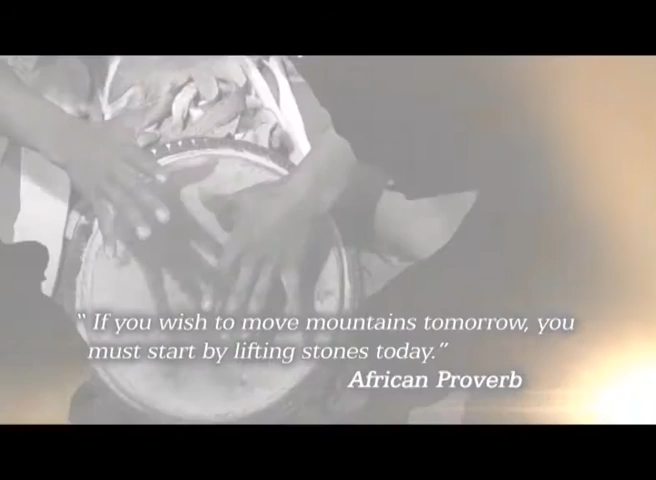 “ If you wish to move mountains tomorrow, you
must start by lifting stones today.”
African Proverb